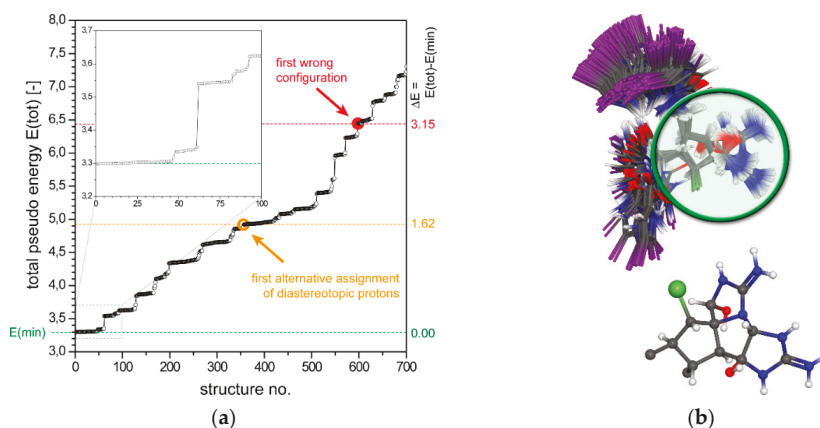 8,0
7,5
7,0
6,5
6,0
5,5
5,0
4,5
4,0
3,5
3,0
E(min)
total pseudo energy E(tot) [-]
3,7
3,6
3,5
3,4
3,3
3,2
0 25 50 75 100
first wrong
configuration
first alternative assignment
of diastereotopic protons
ΔE =
E(tot)-E(min)
3.15
1.62
0.00
0 100 200 300 400 500 600 700
structure no.
(a)
(b)